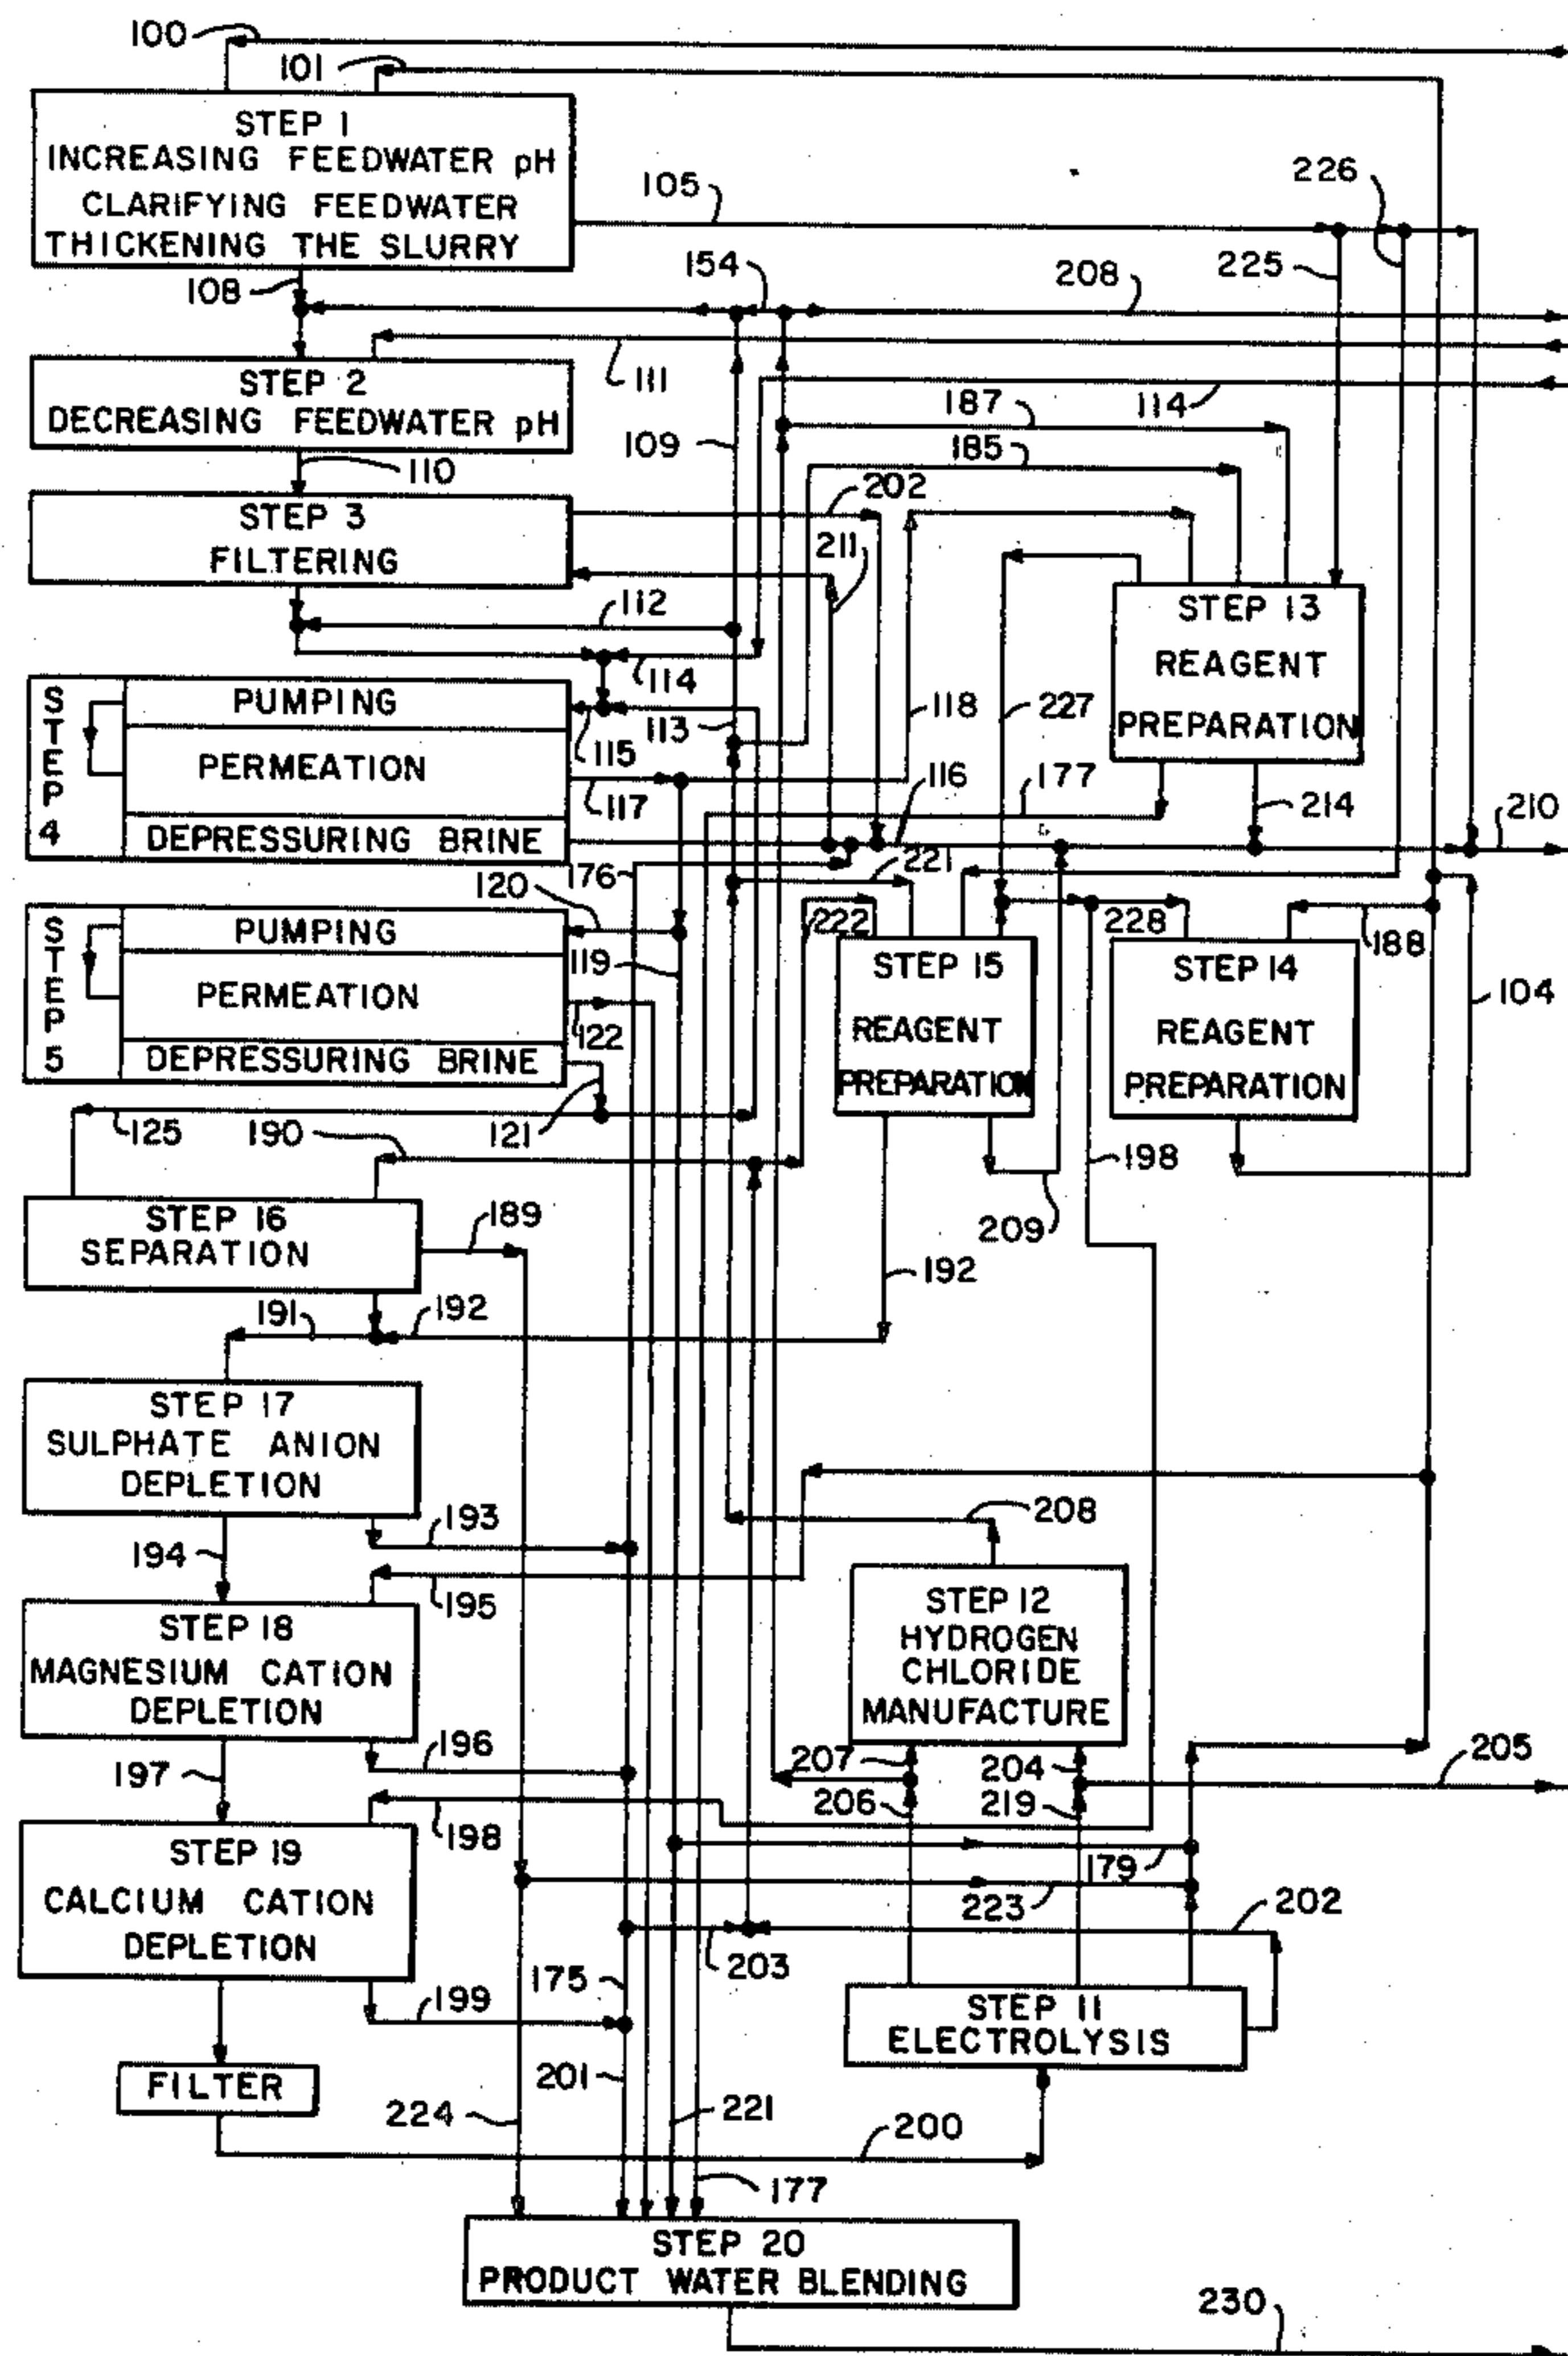 100
101
STEP 1
INCREASING FEEDWATER pH
CLARIFYING FEEDWATER
THICKENING THE SLURRY
105
226
225
108
154
208
STEP 2
DECREASING FEEDWATER pH
111
114
187
109
185
110
202
STEP 3
FILTERING
211
112
STEP 13
REAGENT
PREPARATION
114
STEP 4
PUMPING
PERMEATION
DEPRESSURING BRINE
113
115
118
227
117
116
177
214
210
176
221
120
222
228
188
STEP 5
PUMPING
PERMEATION
DEPRESSURING BRINE
119
122
STEP 15
REAGENT
PREPARATION
STEP 14
REAGENT
PREPARATION
104
125
190
121
198
209
STEP 16
SEPARATION
189
192
191
192
STEP 17
SULPHATE ANION
DEPLETION
193
208
194
195
STEP 18
MAGNESIUM CATION
DEPLETION
STEP 12
HYDROGEN
CHLORIDE
MANUFACTURE
196
207
204
205
197
206
219
198
STEP 19
CALCIUM CATION
DEPLETION
179
223
202
203
175
199
STEP 11
ELECTROLYSIS
FILTER
201
224
221
200
177
STEP 20
PRODUCT WATER BLENDING
230